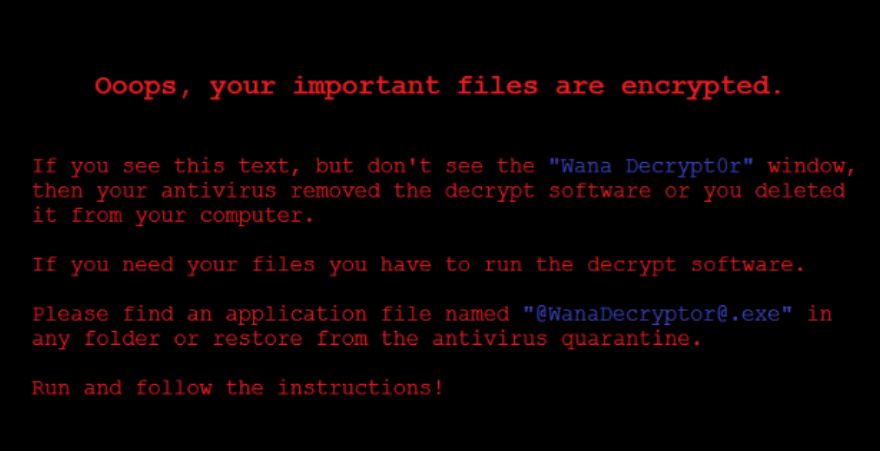 Ooops, your important files are encrypted.
If you see this text, but don't see the "Wana Decrypt0r" window,
then your antivirus removed the decrypt software or you deleted
it from your computer.
If you need your files you have to run the decrypt software.
Please find an application file named "@WanaDecryptor@.exe" in
any folder or restore from the antivirus quarantine.
Run and follow the instructions!